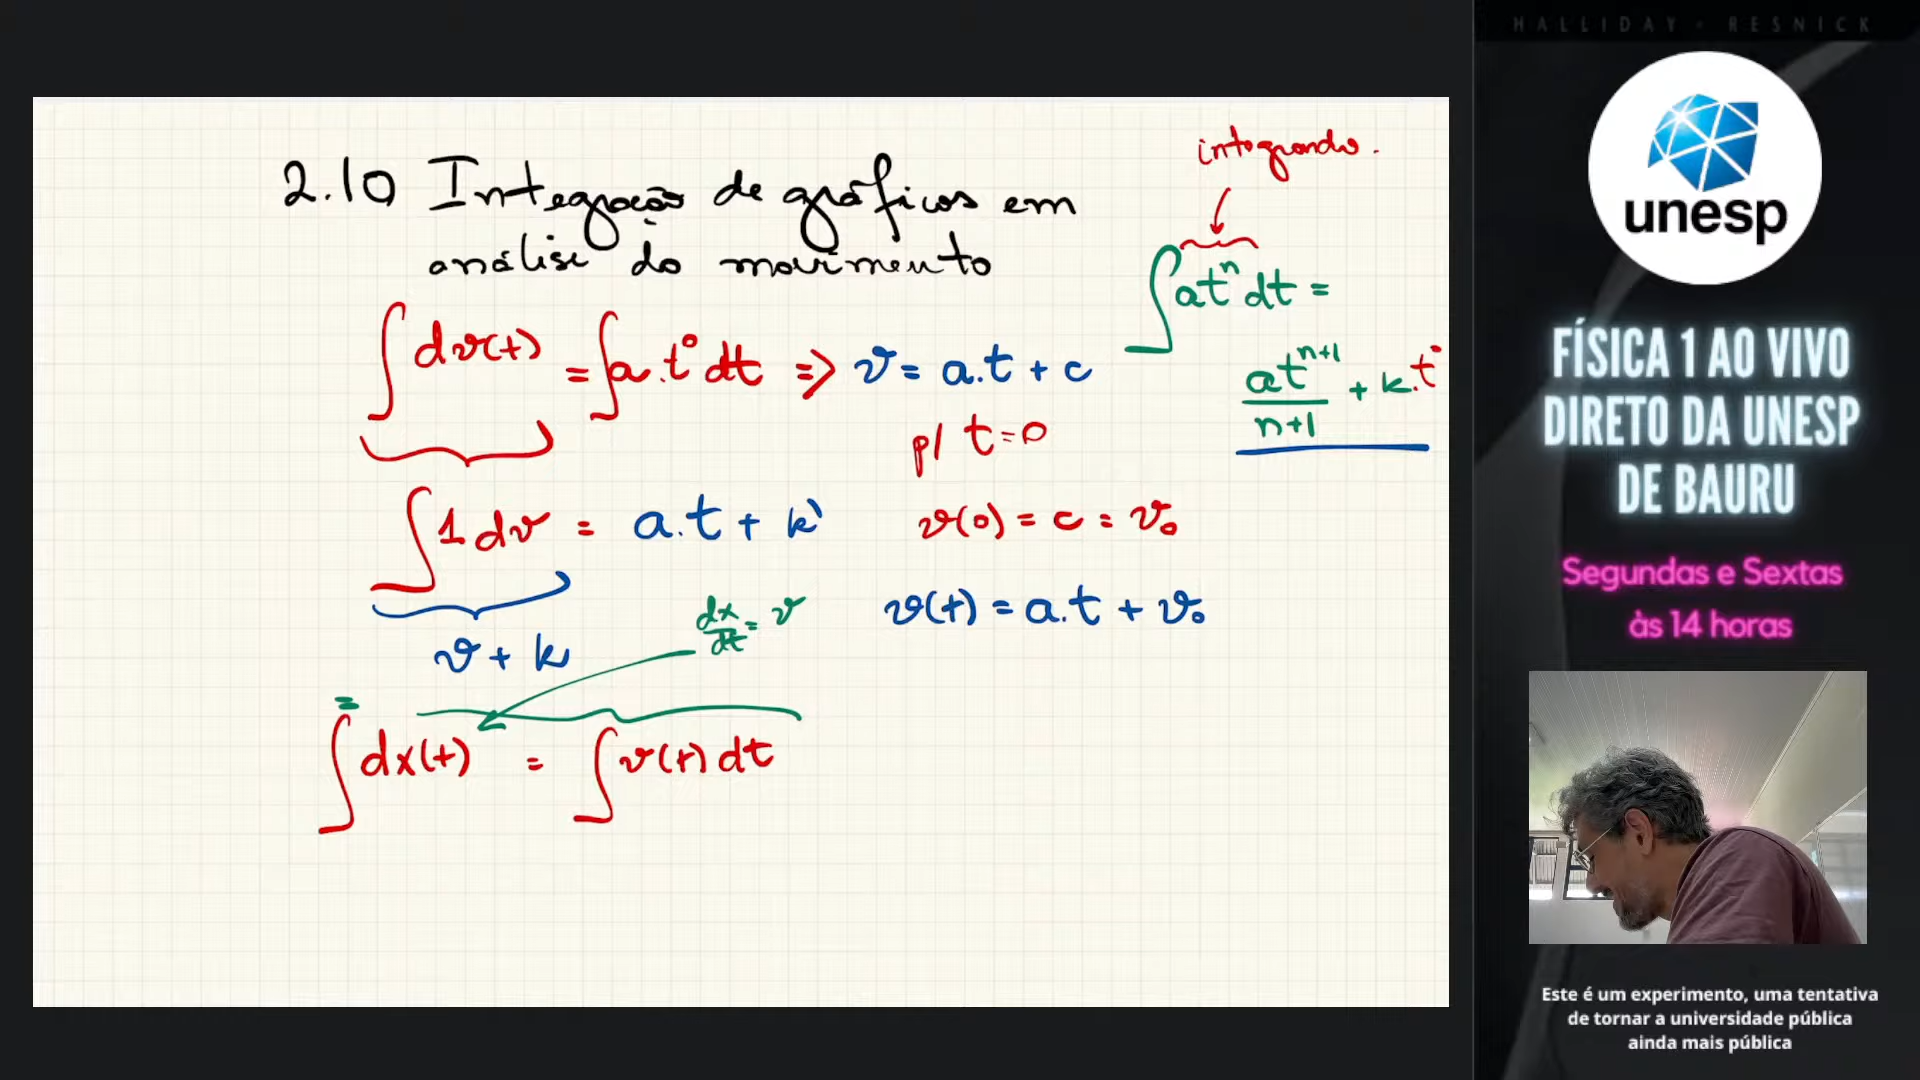 HALLIDAY • RESNICK
2.10 Integração de gráficos em
análise do movimento
integrando.
∫ at^n dt =
at^{n+1}/n+1 + k.t^0
∫ dv(t) = ∫ a.t^0 dt => v = a.t + c
p/ t=0
∫ 1 dv = a.t + k'
v(0) = c = v₀
v + k
dx/dt = v
v(t) = a.t + v₀
=
∫ dx(t) = ∫ v(t) dt
unesp
FÍSICA 1 AO VIVO
DIRETO DA UNESP
DE BAURU
Segundas e Sextas
às 14 horas
Este é um experimento, uma tentativa
de tornar a universidade pública
ainda mais pública